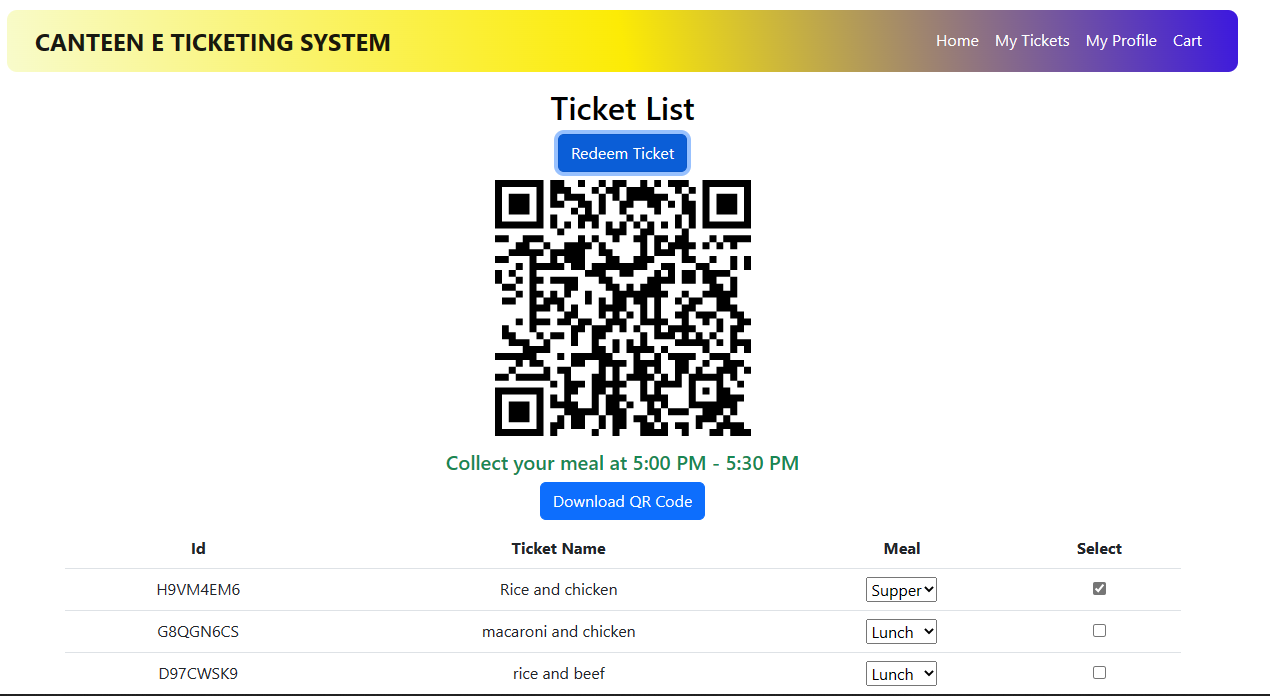 CANTEEN E TICKETING SYSTEM Home My Tickets My Profile Cart
Ticket List
Redeem Ticket
Collect your meal at 5:00 PM - 5:30 PM
Download QR Code
Id Ticket Name Meal Select
H9VM4EM6 Rice and chicken Supper
G8QGN6CS macaroni and chicken Lunch
D97CWSK9 rice and beef Lunch